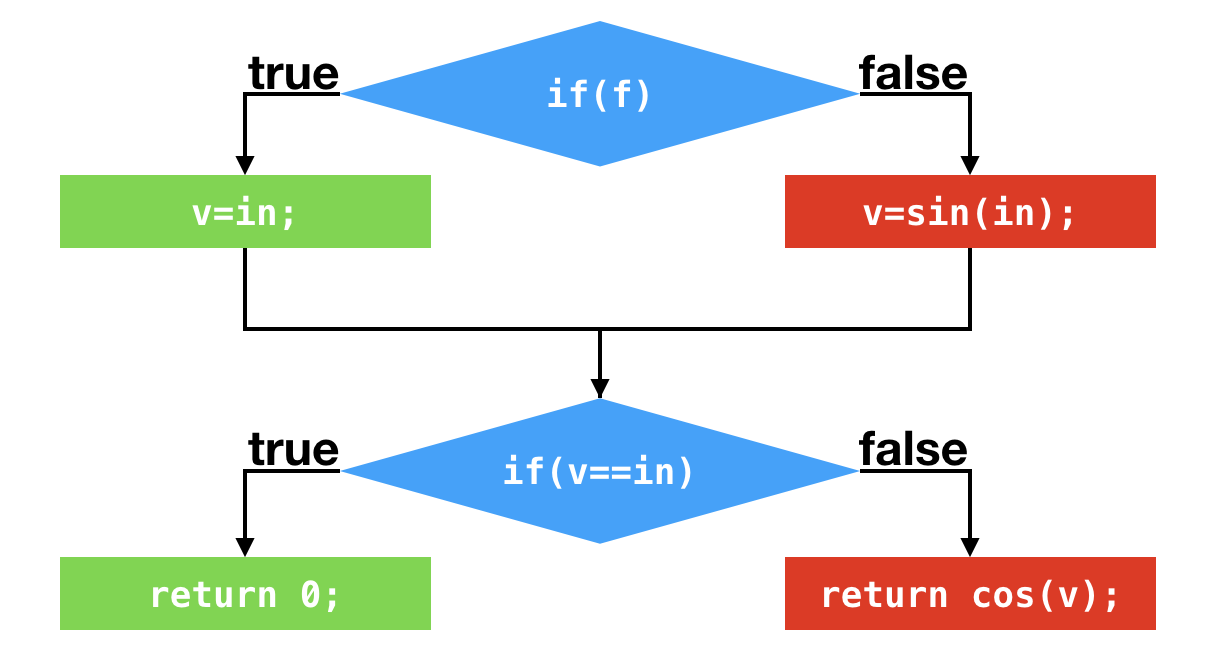 if(f)
true
false
v=in;
v=sin(in);
if(v==in)
true
false
return 0;
return cos(v);